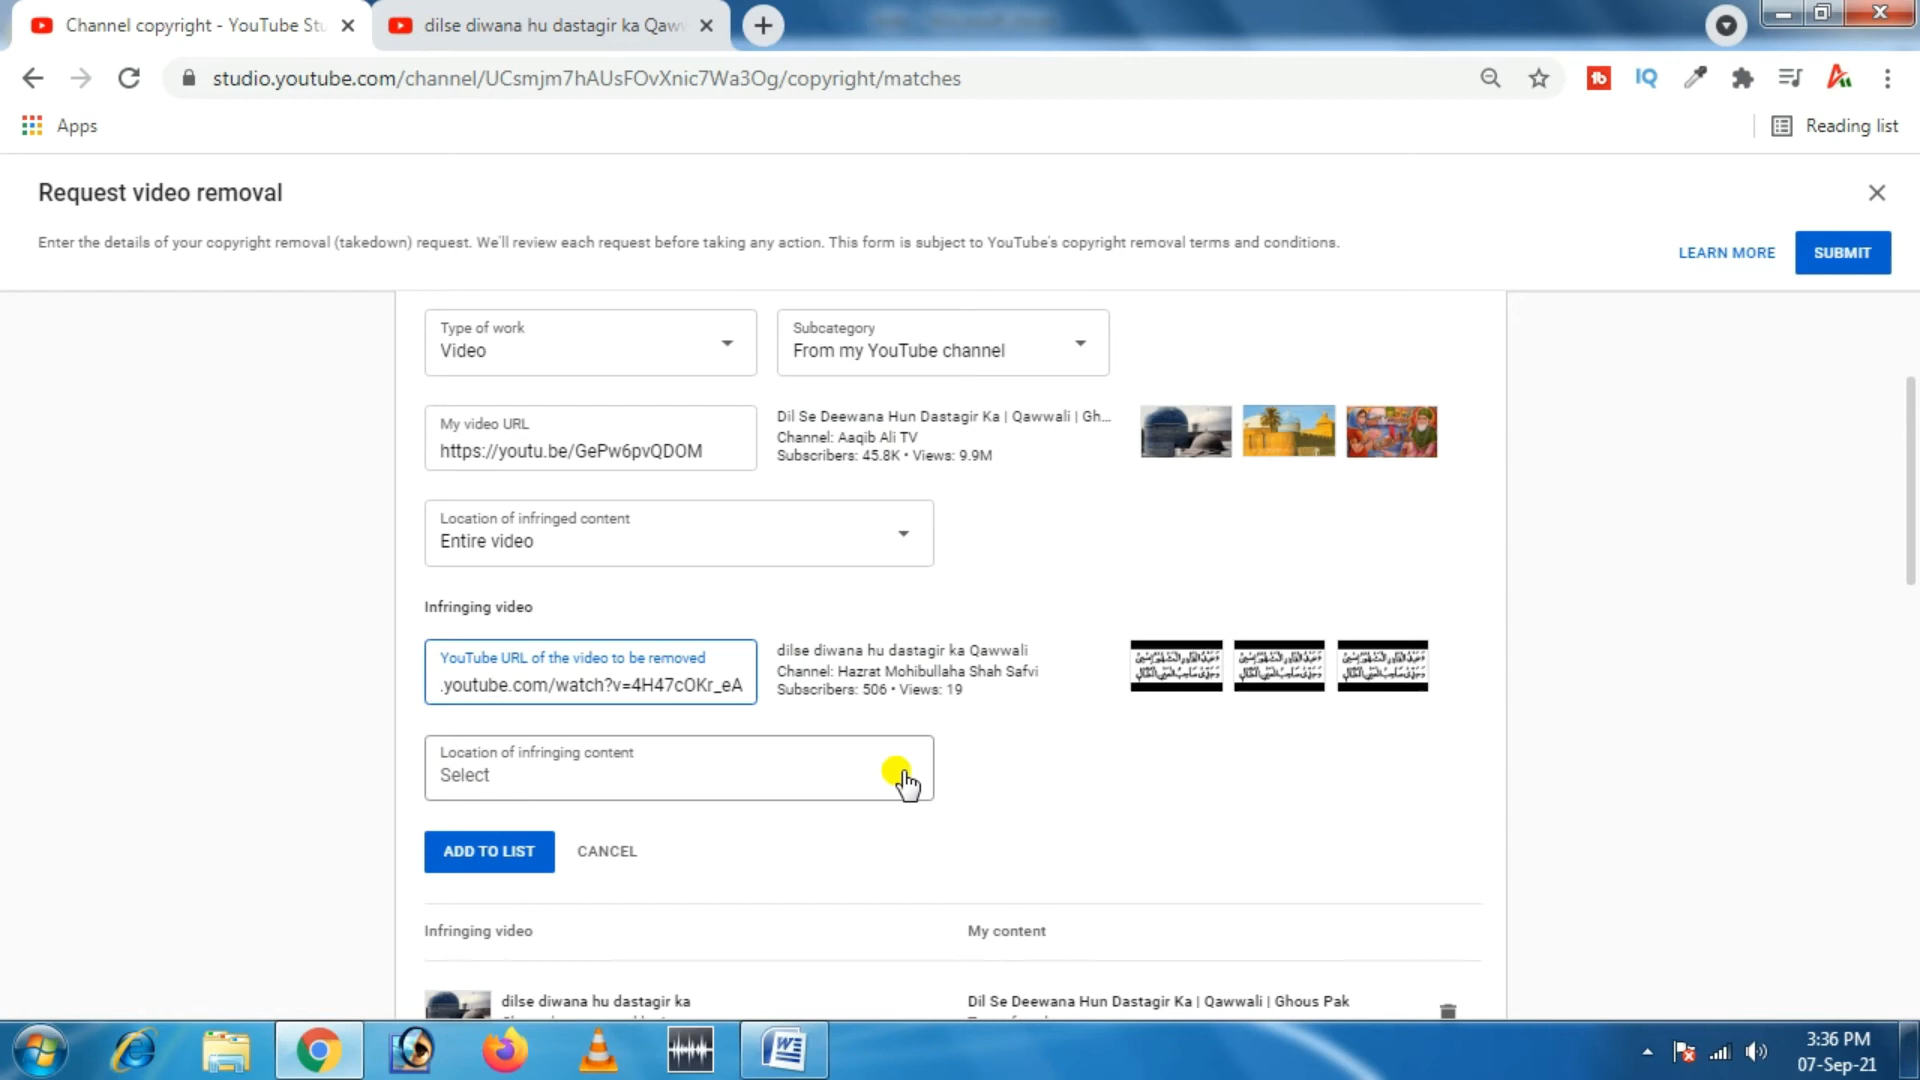 Channel copyright - YouTube Stu
dilse diwana hu dastagir ka Qaww
studio.youtube.com/channel/UCsmjm7hAUsFOvXnic7Wa3Og/copyright/matches
tb
IQ
Apps
Reading list
Request video removal
Enter the details of your copyright removal (takedown) request. We'll review each request before taking any action. This form is subject to YouTube's copyright removal terms and conditions.
LEARN MORE
SUBMIT
Type of work
Video
Subcategory
From my YouTube channel
My video URL
https://youtu.be/GePw6pvQDOM
Dil Se Deewana Hun Dastagir Ka | Qawwali | Gh...
Channel: Aaqib Ali TV
Subscribers: 45.8K • Views: 9.9M
Location of infringed content
Entire video
Infringing video
YouTube URL of the video to be removed
.youtube.com/watch?v=4H47cOKr_eA
dilse diwana hu dastagir ka Qawwali
Channel: Hazrat Mohibullaha Shah Safvi
Subscribers: 506 • Views: 19
Location of infringing content
Select
ADD TO LIST
CANCEL
Infringing video
My content
dilse diwana hu dastagir ka
Dil Se Deewana Hun Dastagir Ka | Qawwali | Ghous Pak
3:36 PM
07-Sep-21